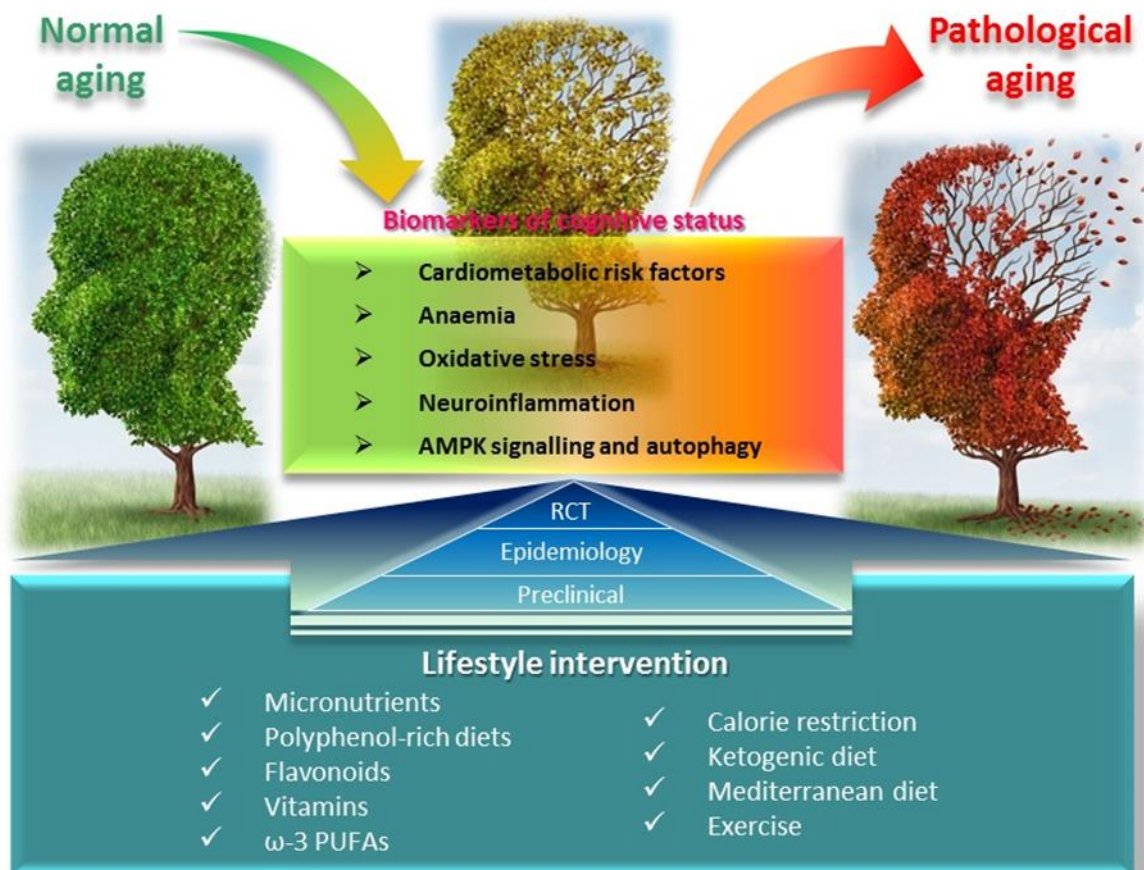 Normal
aging
Pathological
aging
Biomarkers of cognitive status
➢ Cardiometabolic risk factors
➢ Anaemia
➢ Oxidative stress
➢ Neuroinflammation
➢ AMPK signalling and autophagy
RCT
Epidemiology
Preclinical
Lifestyle intervention
✓ Micronutrients
✓ Polyphenol-rich diets
✓ Flavonoids
✓ Vitamins
✓ ω-3 PUFAs
✓ Calorie restriction
✓ Ketogenic diet
✓ Mediterranean diet
✓ Exercise